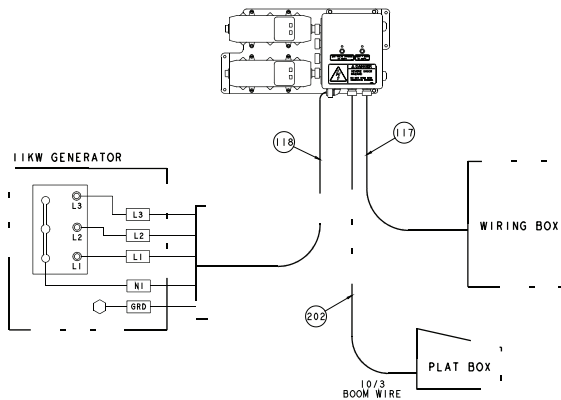 118
117
11KW GENERATOR
L3
L3
L2
L2
L1
L1
N1
GRD
WIRING BOX
202
PLAT BOX
10/3
BOOM WIRE